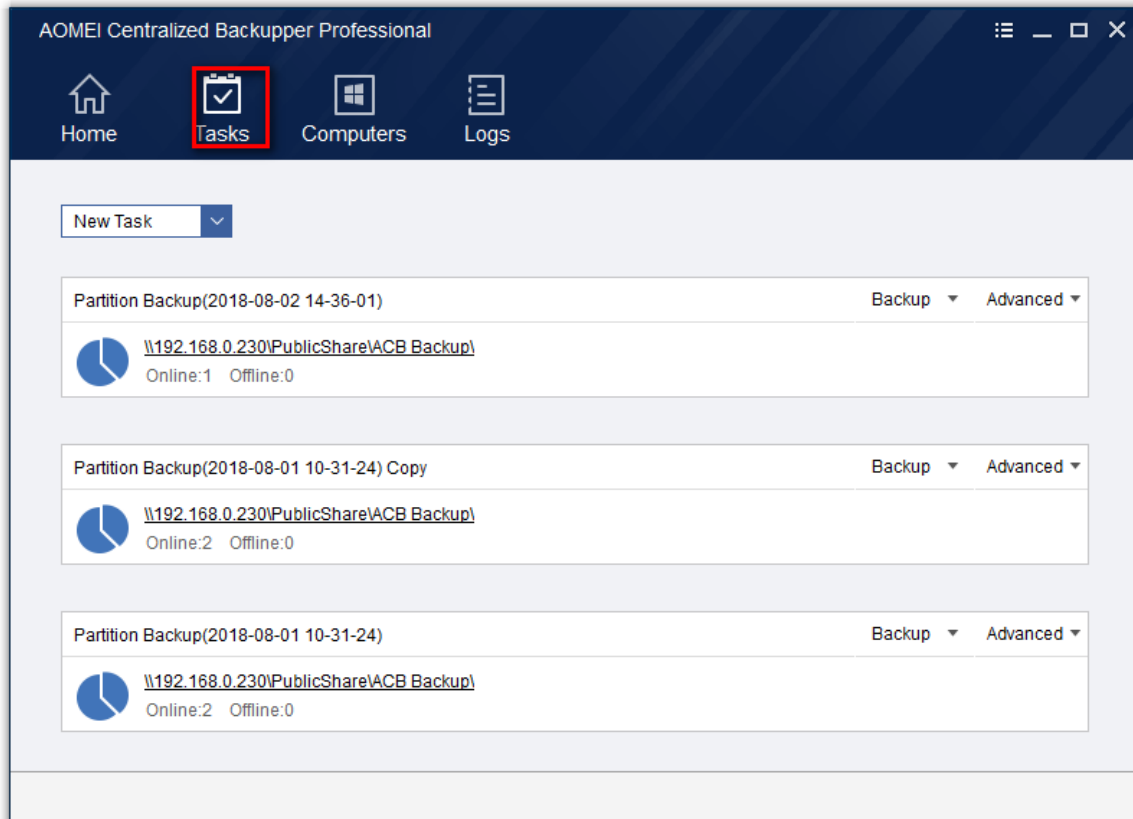 AOMEI Centralized Backupper Professional
Home Tasks Computers Logs
New Task
Partition Backup(2018-08-02 14-36-01) Backup Advanced
\\192.168.0.230\PublicShare\ACB Backup\
Online:1 Offline:0
Partition Backup(2018-08-01 10-31-24) Copy Backup Advanced
\\192.168.0.230\PublicShare\ACB Backup\
Online:2 Offline:0
Partition Backup(2018-08-01 10-31-24) Backup Advanced
\\192.168.0.230\PublicShare\ACB Backup\
Online:2 Offline:0